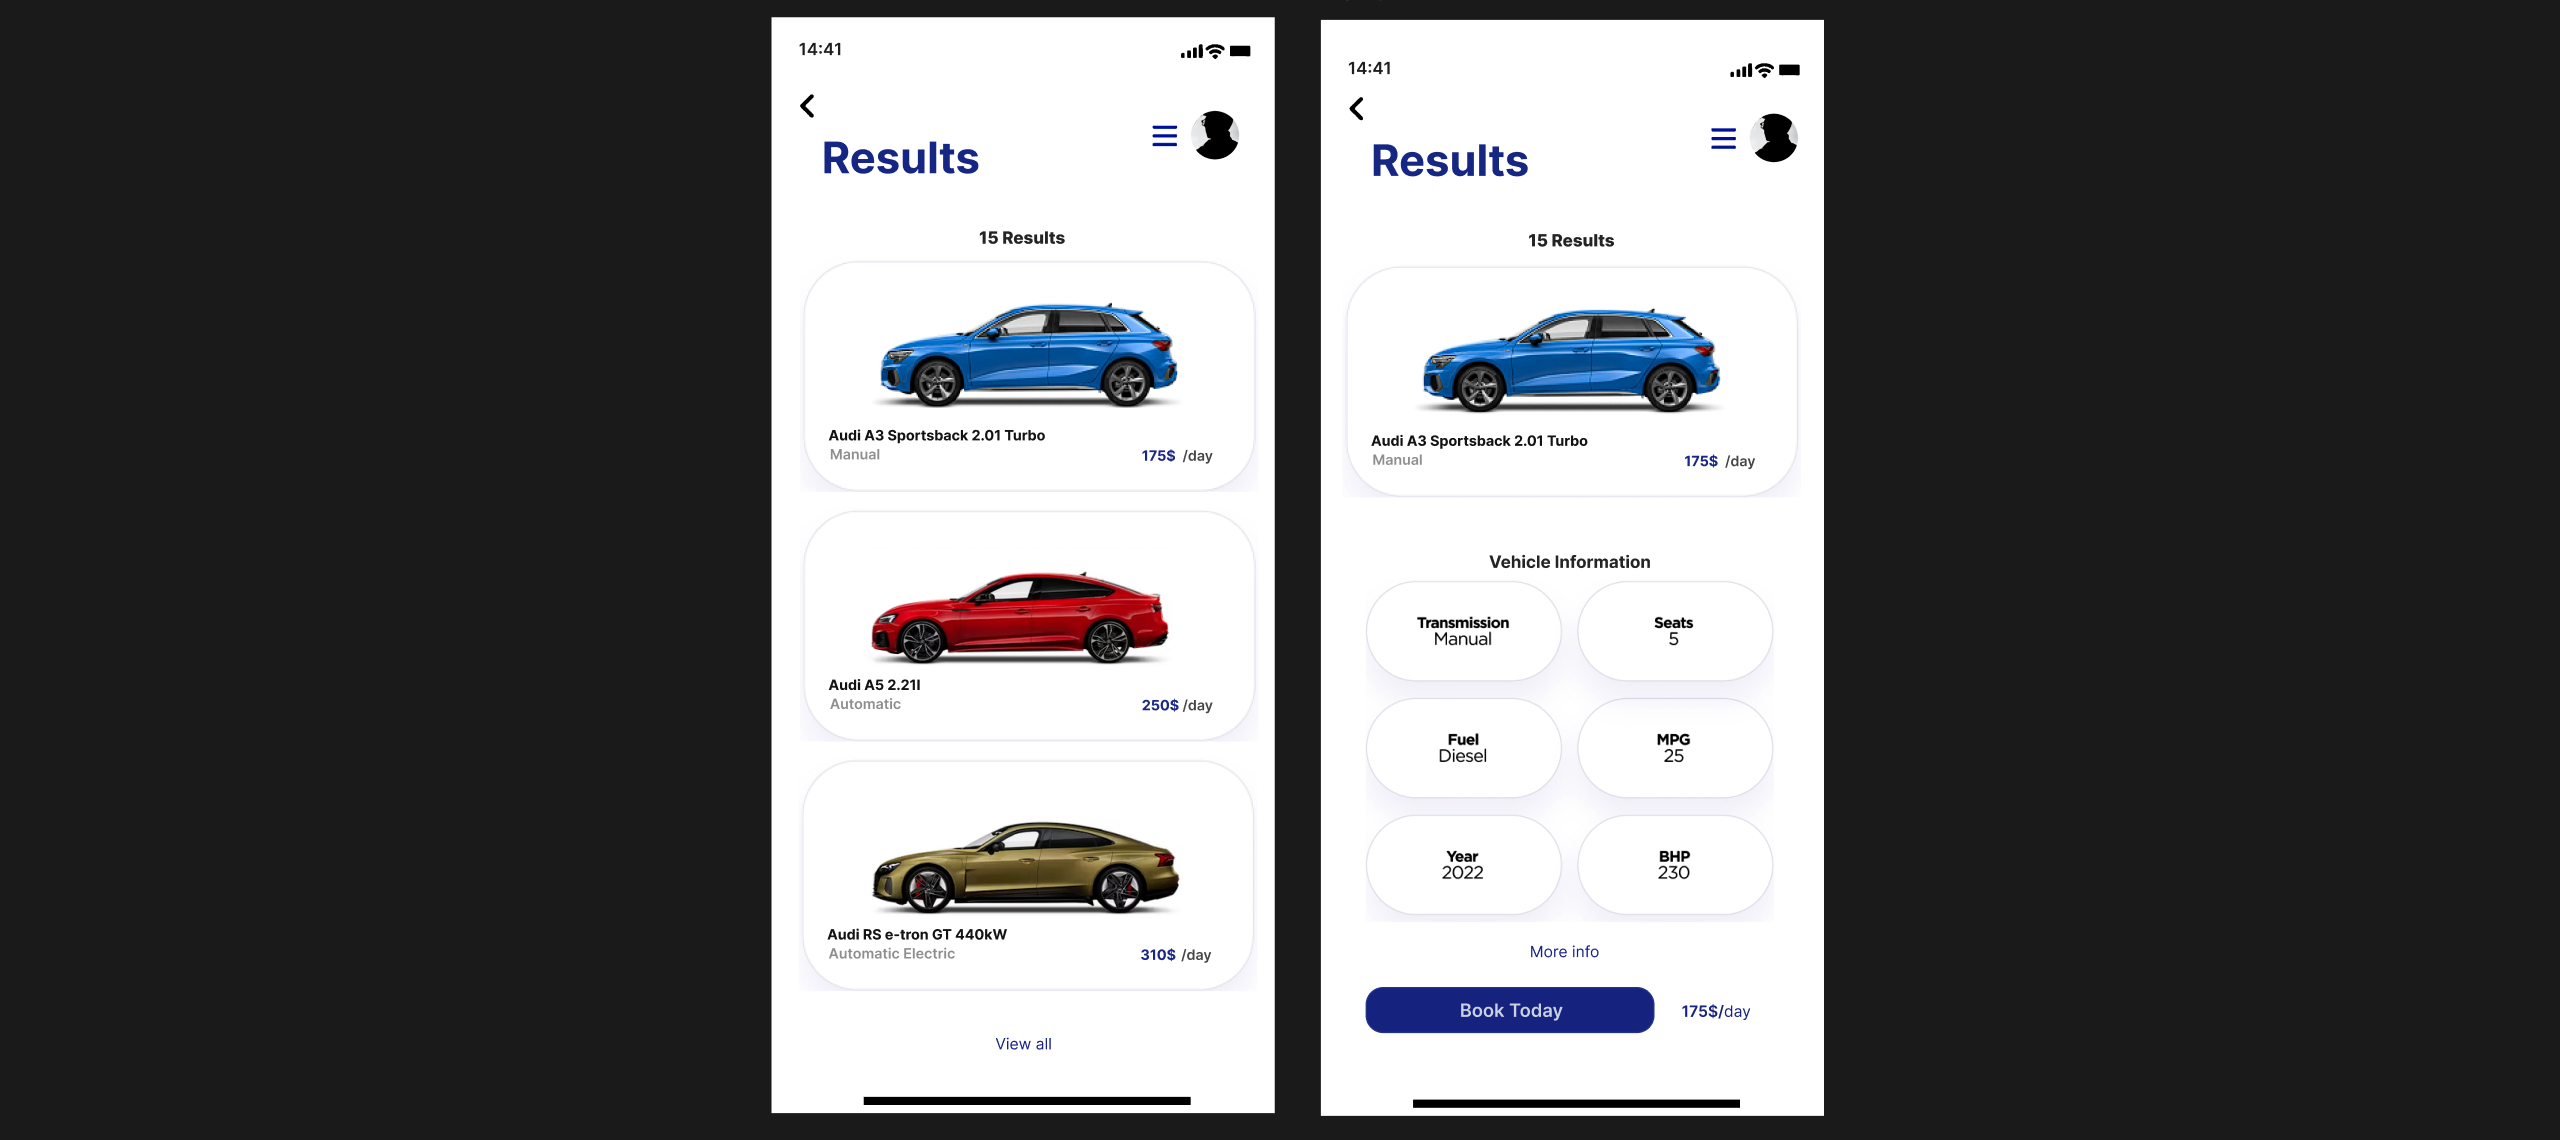 14:41
Results
15 Results
Audi A3 Sportsback 2.01 Turbo
Manual
175$ /day
Audi A5 2.21l
Automatic
250$ /day
Audi RS e-tron GT 440kW
Automatic Electric
310$ /day
View all
14:41
Results
15 Results
Audi A3 Sportsback 2.01 Turbo
Manual
175$ /day
Vehicle Information
Transmission
Manual
Seats
5
Fuel
Diesel
MPG
25
Year
2022
BHP
230
More info
Book Today
175$/day